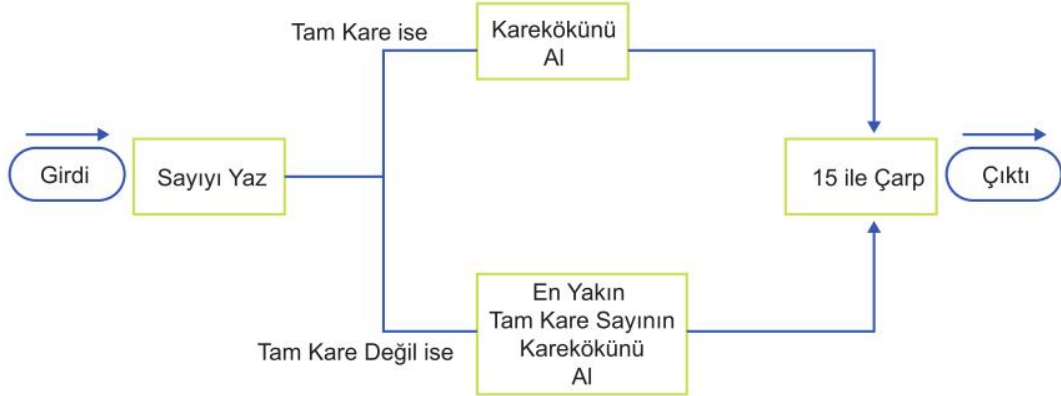 Tam Kare ise
Karekökünü
Al
Girdi
Sayıyı Yaz
15 ile Çarp
Çıktı
En Yakın
Tam Kare Sayının
Karekökünü
Al
Tam Kare Değil ise